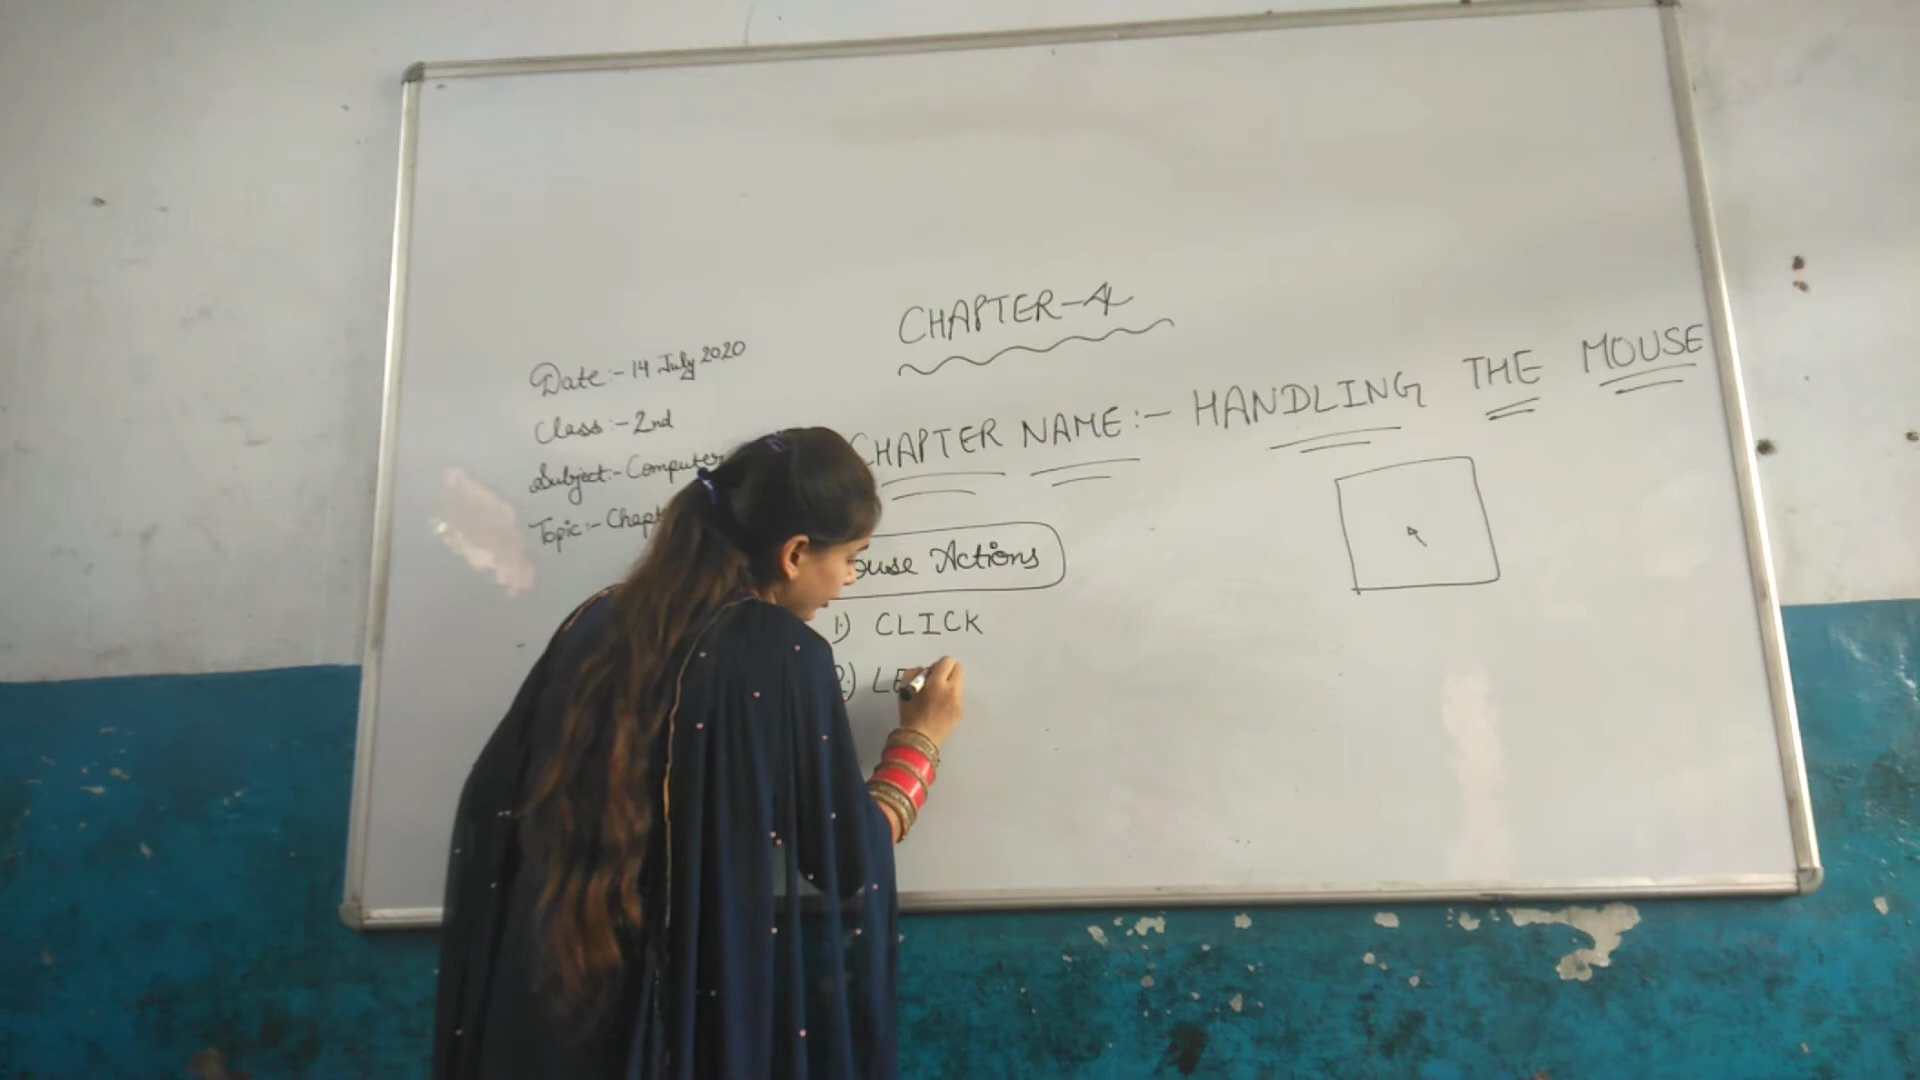 CHAPTER-4
Date:- 14 July 2020
Class:- 2nd
Subject:- Computer
Topic:- Chapt
CHAPTER NAME:- HANDLING THE MOUSE
ouse Actions
1) CLICK
2) LE